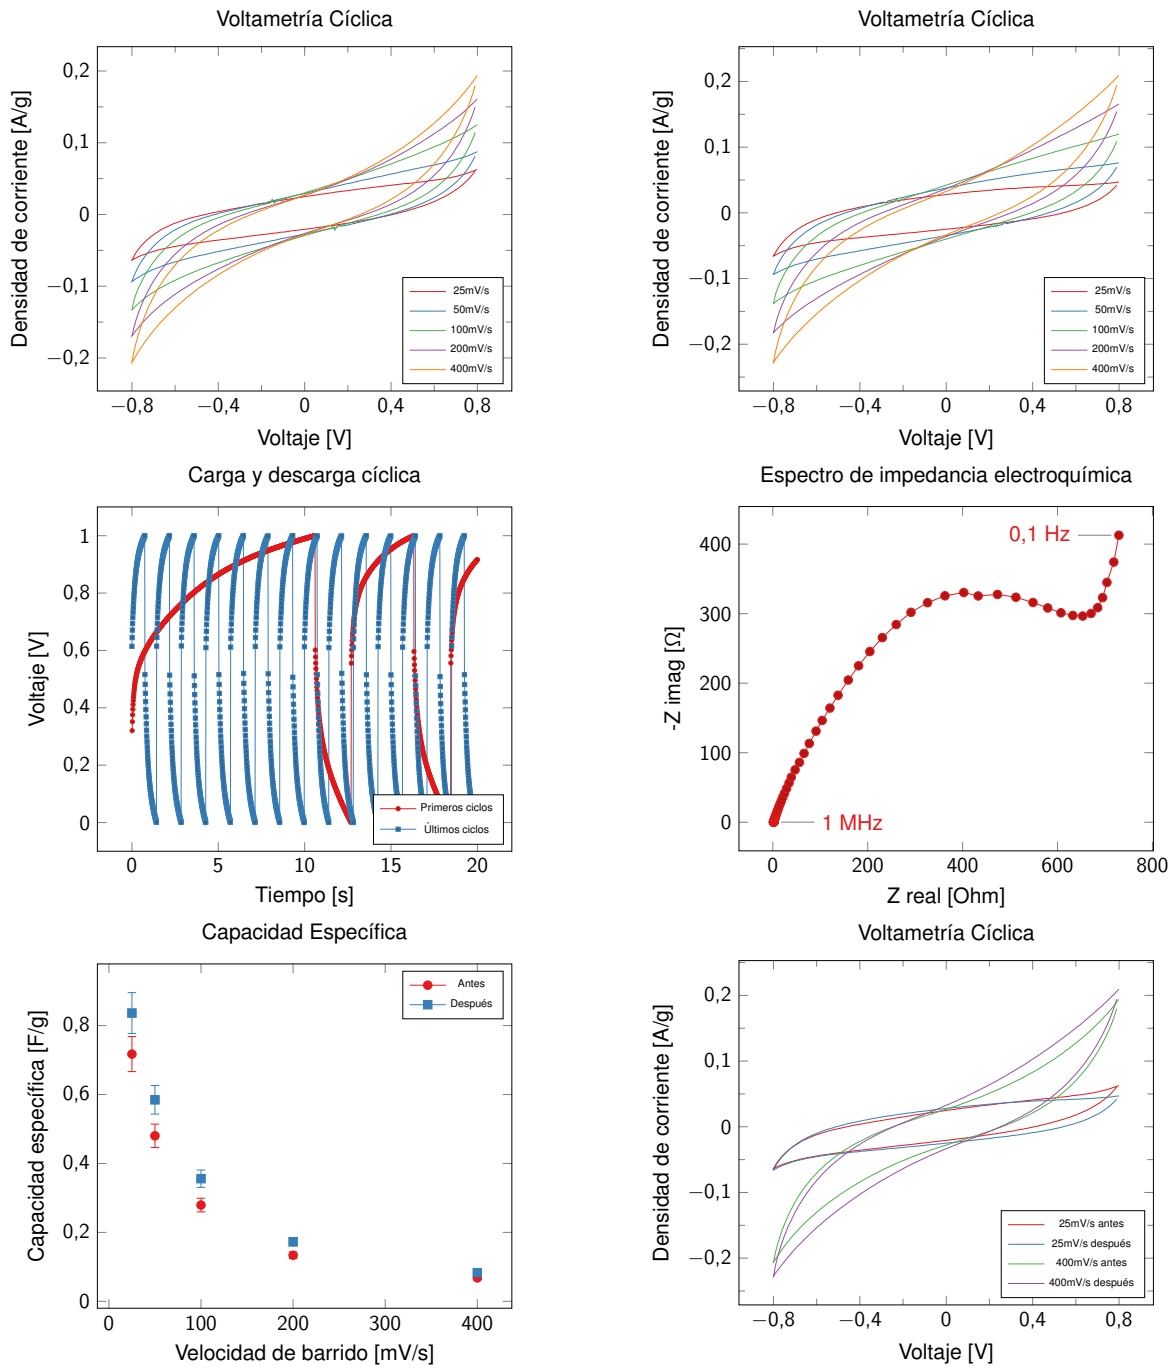 Voltametría Cíclica
Densidad de corriente [A/g]
0,2
0,1
0
−0,1
−0,2
−0,8
−0,4
0
0,4
0,8
Voltaje [V]
25mV/s
50mV/s
100mV/s
200mV/s
400mV/s
Voltametría Cíclica
Densidad de corriente [A/g]
0,2
0,1
0
−0,1
−0,2
−0,8
−0,4
0
0,4
0,8
Voltaje [V]
25mV/s
50mV/s
100mV/s
200mV/s
400mV/s
Carga y descarga cíclica
Voltaje [V]
1
0,8
0,6
0,4
0,2
0
0
5
10
15
20
Tiempo [s]
Primeros ciclos
Últimos ciclos
Espectro de impedancia electroquímica
-Z imag [Ω]
400
300
200
100
0
0
200
400
600
800
Z real [Ohm]
0,1 Hz
1 MHz
Capacidad Específica
Capacidad específica [F/g]
0,8
0,6
0,4
0,2
0
0
100
200
300
400
Velocidad de barrido [mV/s]
Antes
Después
Voltametría Cíclica
Densidad de corriente [A/g]
0,2
0,1
0
−0,1
−0,2
−0,8
−0,4
0
0,4
0,8
Voltaje [V]
25mV/s antes
25mV/s después
400mV/s antes
400mV/s después